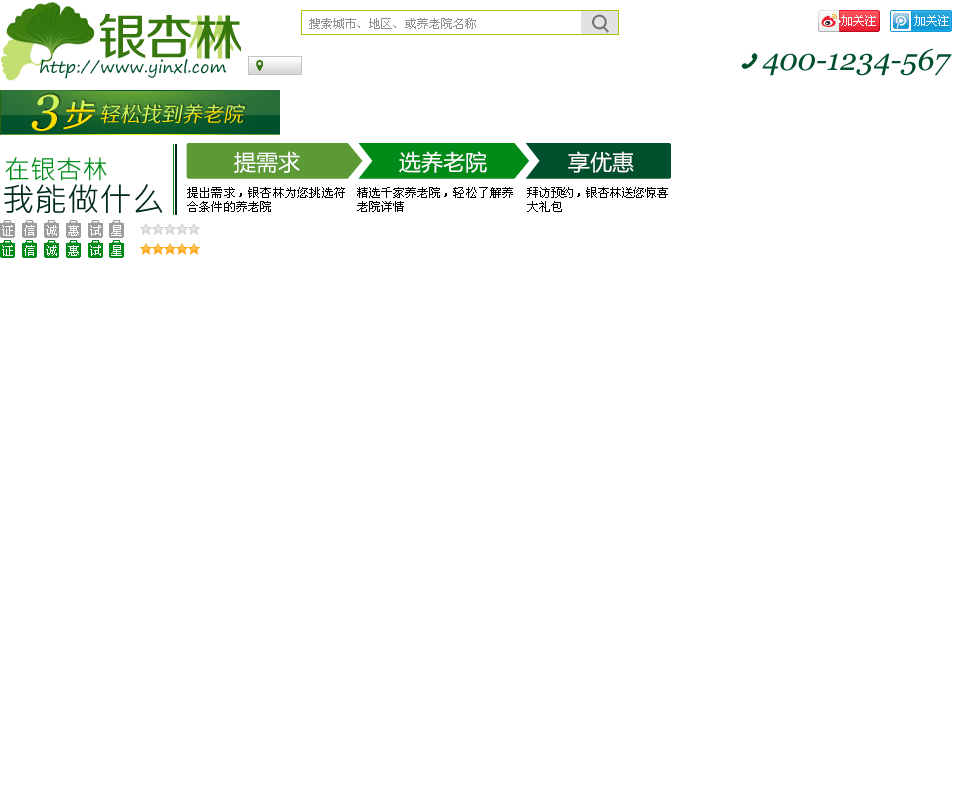 银杏林
http://www.yinxl.com
搜索城市、地区、或养老院名称
加关注
加关注
400-1234-567
3步 轻松找到养老院
在银杏林
我能做什么
提需求
选养老院
享优惠
提出需求，银杏林为您挑选符
合条件的养老院
精选千家养老院，轻松了解养
老院详情
拜访预约，银杏林送您惊喜
大礼包
证 信 诚 惠 试 星
证 信 诚 惠 试 星